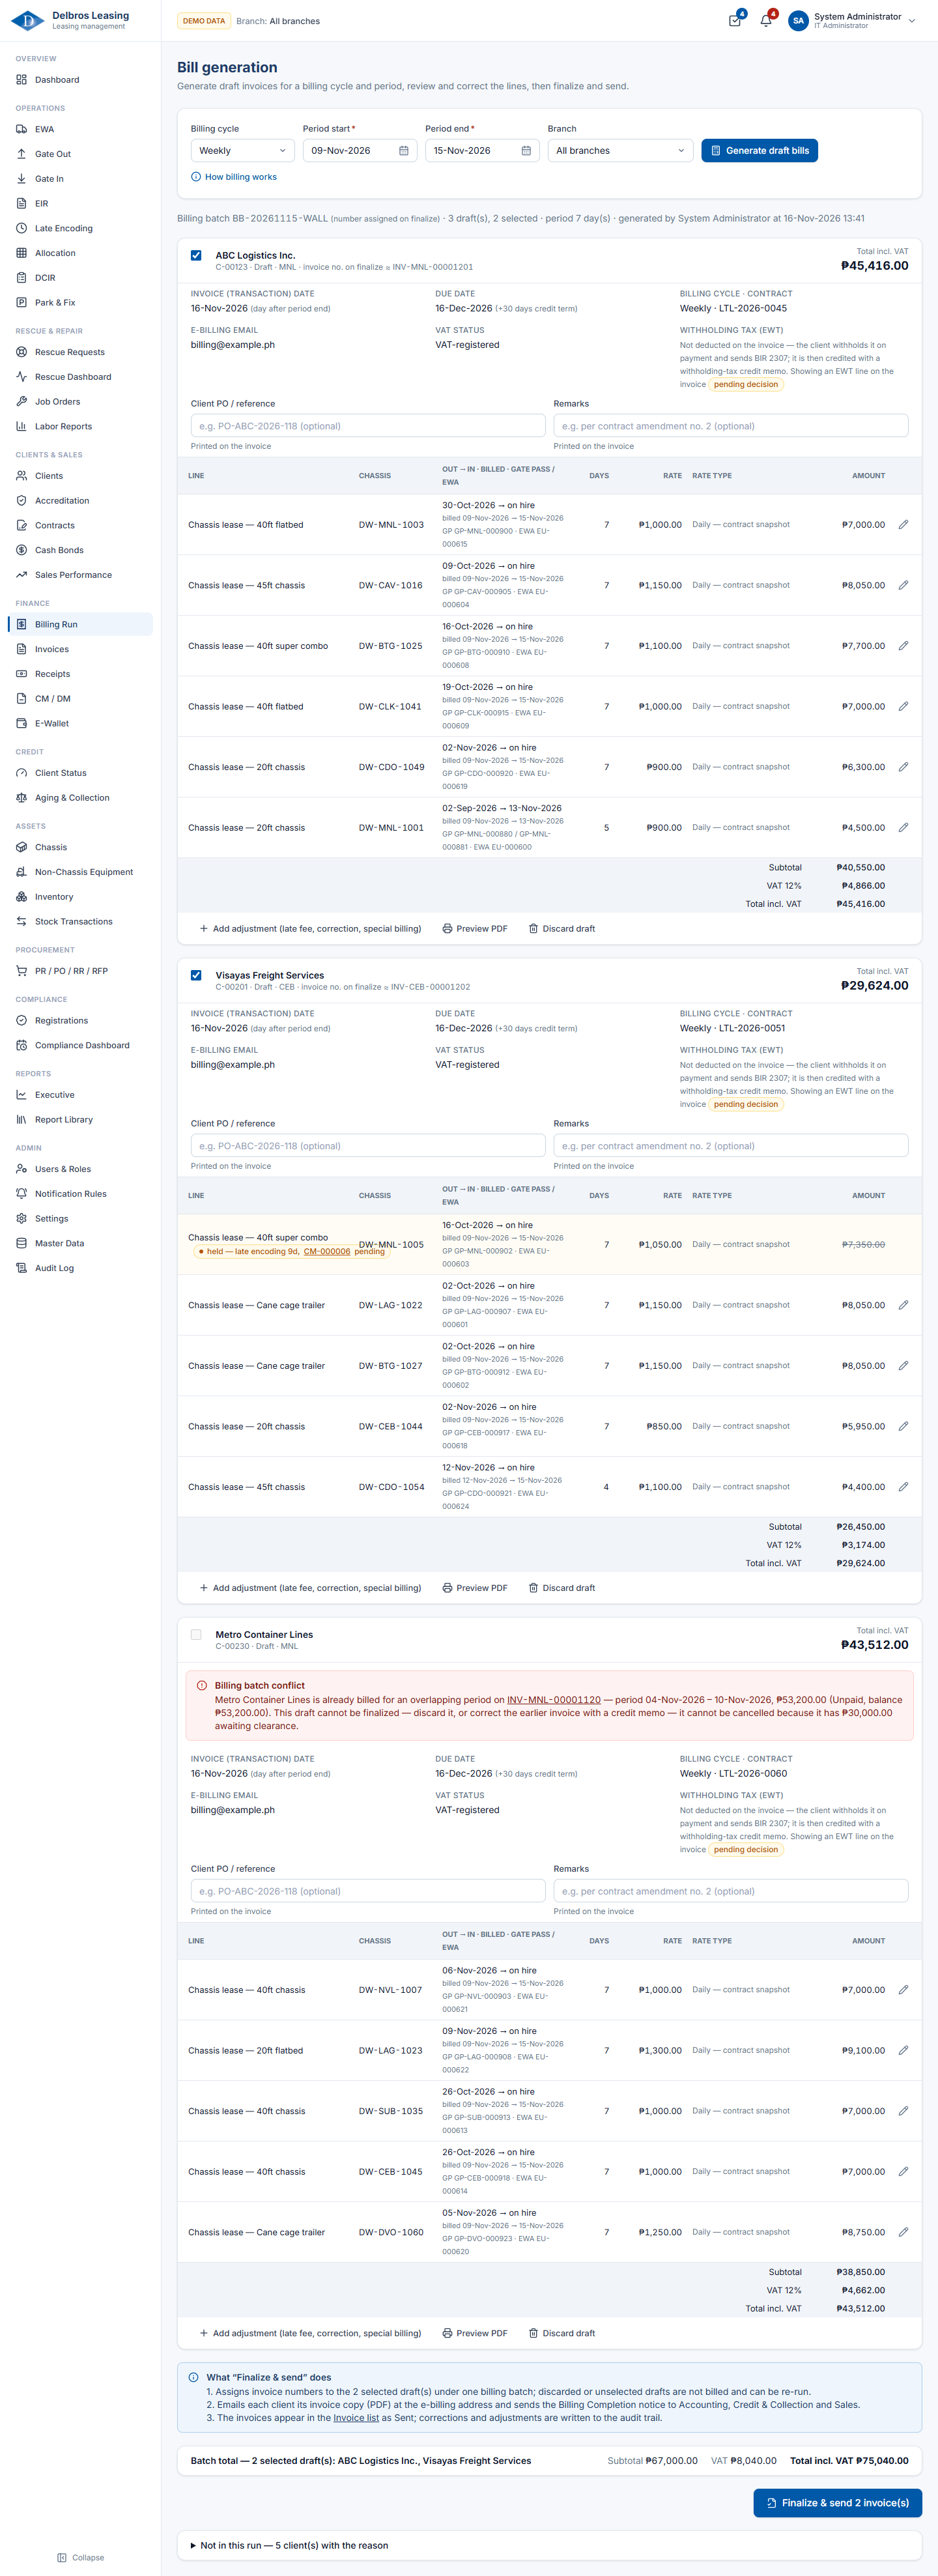 Delbros Leasing
Leasing management
DEMO DATA Branch: All branches
4
4
SA
System Administrator
IT Administrator
OVERVIEW
Dashboard
OPERATIONS
EWA
Gate Out
Gate In
EIR
Late Encoding
Allocation
DCIR
Park & Fix
RESCUE & REPAIR
Rescue Requests
Rescue Dashboard
Job Orders
Labor Reports
CLIENTS & SALES
Clients
Accreditation
Contracts
Cash Bonds
Sales Performance
FINANCE
Billing Run
Invoices
Receipts
CM / DM
E-Wallet
CREDIT
Client Status
Aging & Collection
ASSETS
Chassis
Non-Chassis Equipment
Inventory
Stock Transactions
PROCUREMENT
PR / PO / RR / RFP
COMPLIANCE
Registrations
Compliance Dashboard
REPORTS
Executive
Report Library
ADMIN
Users & Roles
Notification Rules
Settings
Master Data
Audit Log
Collapse
Bill generation
Generate draft invoices for a billing cycle and period, review and correct the lines, then finalize and send.
Billing cycle Period start * Period end * Branch
Weekly 09-Nov-2026 15-Nov-2026 All branches Generate draft bills
How billing works
Billing batch BB-20261115-WALL (number assigned on finalize) · 3 draft(s), 2 selected · period 7 day(s) · generated by System Administrator at 16-Nov-2026 13:41
ABC Logistics Inc. Total incl. VAT
C-00123 · Draft · MNL · invoice no. on finalize ≈ INV-MNL-00001201 ₱45,416.00
INVOICE (TRANSACTION) DATE DUE DATE BILLING CYCLE · CONTRACT
16-Nov-2026 (day after period end) 16-Dec-2026 (+30 days credit term) Weekly · LTL-2026-0045
E-BILLING EMAIL VAT STATUS WITHHOLDING TAX (EWT)
billing@example.ph VAT-registered Not deducted on the invoice — the client withholds it on
payment and sends BIR 2307; it is then credited with a
withholding-tax credit memo. Showing an EWT line on the
invoice pending decision
Client PO / reference Remarks
e.g. PO-ABC-2026-118 (optional) e.g. per contract amendment no. 2 (optional)
Printed on the invoice Printed on the invoice
LINE CHASSIS OUT → IN · BILLED · GATE PASS / EWA DAYS RATE RATE TYPE AMOUNT
30-Oct-2026 → on hire
Chassis lease — 40ft flatbed DW-MNL-1003 billed 09-Nov-2026 → 15-Nov-2026 7 ₱1,000.00 Daily — contract snapshot ₱7,000.00
GP GP-MNL-000900 · EWA EU-
000615
09-Oct-2026 → on hire
Chassis lease — 45ft chassis DW-CAV-1016 billed 09-Nov-2026 → 15-Nov-2026 7 ₱1,150.00 Daily — contract snapshot ₱8,050.00
GP GP-CAV-000905 · EWA EU-
000604
16-Oct-2026 → on hire
Chassis lease — 40ft super combo DW-BTG-1025 billed 09-Nov-2026 → 15-Nov-2026 7 ₱1,100.00 Daily — contract snapshot ₱7,700.00
GP GP-BTG-000910 · EWA EU-
000608
19-Oct-2026 → on hire
Chassis lease — 40ft flatbed DW-CLK-1041 billed 09-Nov-2026 → 15-Nov-2026 7 ₱1,000.00 Daily — contract snapshot ₱7,000.00
GP GP-CLK-000915 · EWA EU-
000609
02-Nov-2026 → on hire
Chassis lease — 20ft chassis DW-CDO-1049 billed 09-Nov-2026 → 15-Nov-2026 7 ₱900.00 Daily — contract snapshot ₱6,300.00
GP GP-CDO-000920 · EWA EU-
000619
02-Sep-2026 → 13-Nov-2026
Chassis lease — 20ft chassis DW-MNL-1001 billed 09-Nov-2026 → 13-Nov-2026 5 ₱900.00 Daily — contract snapshot ₱4,500.00
GP GP-MNL-000880 / GP-MNL-
000881 · EWA EU-000600
Subtotal ₱40,550.00
VAT 12% ₱4,866.00
Total incl. VAT ₱45,416.00
Add adjustment (late fee, correction, special billing) Preview PDF Discard draft
Visayas Freight Services Total incl. VAT
C-00201 · Draft · CEB · invoice no. on finalize ≈ INV-CEB-00001202 ₱29,624.00
INVOICE (TRANSACTION) DATE DUE DATE BILLING CYCLE · CONTRACT
16-Nov-2026 (day after period end) 16-Dec-2026 (+30 days credit term) Weekly · LTL-2026-0051
E-BILLING EMAIL VAT STATUS WITHHOLDING TAX (EWT)
billing@example.ph VAT-registered Not deducted on the invoice — the client withholds it on
payment and sends BIR 2307; it is then credited with a
withholding-tax credit memo. Showing an EWT line on the
invoice pending decision
Client PO / reference Remarks
e.g. PO-ABC-2026-118 (optional) e.g. per contract amendment no. 2 (optional)
Printed on the invoice Printed on the invoice
LINE CHASSIS OUT → IN · BILLED · GATE PASS / EWA DAYS RATE RATE TYPE AMOUNT
16-Oct-2026 → on hire
Chassis lease — 40ft super combo DW-MNL-1005 billed 09-Nov-2026 → 15-Nov-2026 7 ₱1,050.00 Daily — contract snapshot ₱7,350.00
held — late encoding 9d, CM-000006 pending GP GP-MNL-000902 · EWA EU-
000603
02-Oct-2026 → on hire
Chassis lease — Cane cage trailer DW-LAG-1022 billed 09-Nov-2026 → 15-Nov-2026 7 ₱1,150.00 Daily — contract snapshot ₱8,050.00
GP GP-LAG-000907 · EWA EU-
000601
02-Oct-2026 → on hire
Chassis lease — Cane cage trailer DW-BTG-1027 billed 09-Nov-2026 → 15-Nov-2026 7 ₱1,150.00 Daily — contract snapshot ₱8,050.00
GP GP-BTG-000912 · EWA EU-
000602
02-Nov-2026 → on hire
Chassis lease — 20ft chassis DW-CEB-1044 billed 09-Nov-2026 → 15-Nov-2026 7 ₱850.00 Daily — contract snapshot ₱5,950.00
GP GP-CEB-000917 · EWA EU-
000618
12-Nov-2026 → on hire
Chassis lease — 45ft chassis DW-CDO-1054 billed 12-Nov-2026 → 15-Nov-2026 4 ₱1,100.00 Daily — contract snapshot ₱4,400.00
GP GP-CDO-000921 · EWA EU-
000624
Subtotal ₱26,450.00
VAT 12% ₱3,174.00
Total incl. VAT ₱29,624.00
Add adjustment (late fee, correction, special billing) Preview PDF Discard draft
Metro Container Lines Total incl. VAT
C-00230 · Draft · MNL ₱43,512.00
Billing batch conflict
Metro Container Lines is already billed for an overlapping period on INV-MNL-00001120 — period 04-Nov-2026 – 10-Nov-2026, ₱53,200.00 (Unpaid, balance
₱53,200.00). This draft cannot be finalized — discard it, or correct the earlier invoice with a credit memo — it cannot be cancelled because it has ₱30,000.00
awaiting clearance.
INVOICE (TRANSACTION) DATE DUE DATE BILLING CYCLE · CONTRACT
16-Nov-2026 (day after period end) 16-Dec-2026 (+30 days credit term) Weekly · LTL-2026-0060
E-BILLING EMAIL VAT STATUS WITHHOLDING TAX (EWT)
billing@example.ph VAT-registered Not deducted on the invoice — the client withholds it on
payment and sends BIR 2307; it is then credited with a
withholding-tax credit memo. Showing an EWT line on the
invoice pending decision
Client PO / reference Remarks
e.g. PO-ABC-2026-118 (optional) e.g. per contract amendment no. 2 (optional)
Printed on the invoice Printed on the invoice
LINE CHASSIS OUT → IN · BILLED · GATE PASS / EWA DAYS RATE RATE TYPE AMOUNT
06-Nov-2026 → on hire
Chassis lease — 40ft chassis DW-NVL-1007 billed 09-Nov-2026 → 15-Nov-2026 7 ₱1,000.00 Daily — contract snapshot ₱7,000.00
GP GP-NVL-000903 · EWA EU-
000621
09-Nov-2026 → on hire
Chassis lease — 20ft flatbed DW-LAG-1023 billed 09-Nov-2026 → 15-Nov-2026 7 ₱1,300.00 Daily — contract snapshot ₱9,100.00
GP GP-LAG-000908 · EWA EU-
000622
26-Oct-2026 → on hire
Chassis lease — 40ft chassis DW-SUB-1035 billed 09-Nov-2026 → 15-Nov-2026 7 ₱1,000.00 Daily — contract snapshot ₱7,000.00
GP GP-SUB-000913 · EWA EU-
000613
26-Oct-2026 → on hire
Chassis lease — 40ft chassis DW-CEB-1045 billed 09-Nov-2026 → 15-Nov-2026 7 ₱1,000.00 Daily — contract snapshot ₱7,000.00
GP GP-CEB-000918 · EWA EU-
000614
05-Nov-2026 → on hire
Chassis lease — Cane cage trailer DW-DVO-1060 billed 09-Nov-2026 → 15-Nov-2026 7 ₱1,250.00 Daily — contract snapshot ₱8,750.00
GP GP-DVO-000923 · EWA EU-
000620
Subtotal ₱38,850.00
VAT 12% ₱4,662.00
Total incl. VAT ₱43,512.00
Add adjustment (late fee, correction, special billing) Preview PDF Discard draft
What “Finalize & send” does
1. Assigns invoice numbers to the 2 selected draft(s) under one billing batch; discarded or unselected drafts are not billed and can be re-run.
2. Emails each client its invoice copy (PDF) at the e-billing address and sends the Billing Completion notice to Accounting, Credit & Collection and Sales.
3. The invoices appear in the Invoice list as Sent; corrections and adjustments are written to the audit trail.
Batch total — 2 selected draft(s): ABC Logistics Inc., Visayas Freight Services Subtotal ₱67,000.00 VAT ₱8,040.00 Total incl. VAT ₱75,040.00
Finalize & send 2 invoice(s)
Not in this run — 5 client(s) with the reason